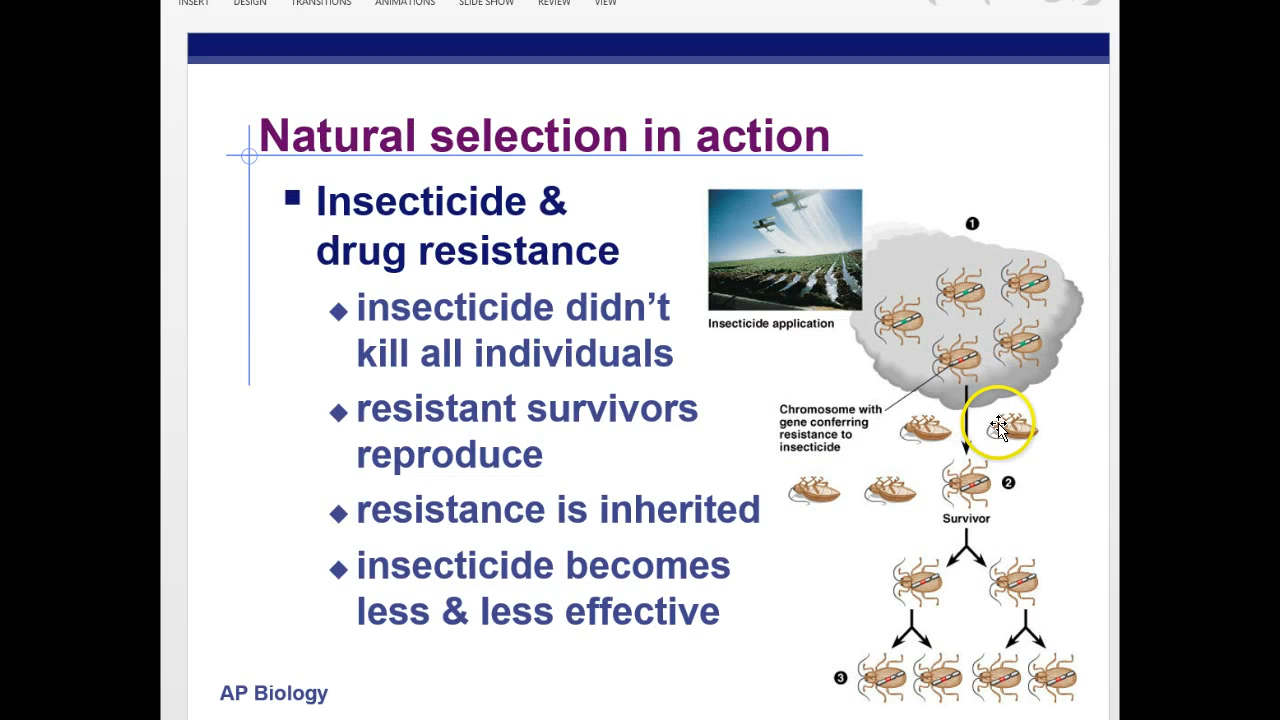 INSERT DESIGN TRANSITIONS ANIMATIONS SLIDE SHOW REVIEW VIEW
Natural selection in action
Insecticide &
drug resistance
insecticide didn’t
kill all individuals
resistant survivors
reproduce
resistance is inherited
insecticide becomes
less & less effective
Insecticide application
1
Chromosome with
gene conferring
resistance to
insecticide
2
Survivor
3
AP Biology